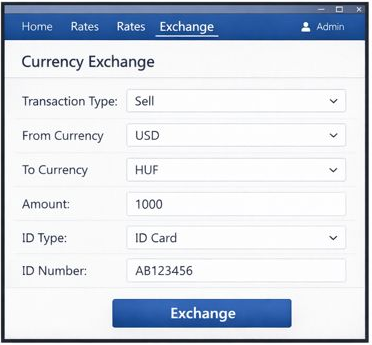 Home Rates Rates Exchange Admin
Currency Exchange
Transaction Type: Sell
From Currency USD
To Currency HUF
Amount: 1000
ID Type: ID Card
ID Number: AB123456
Exchange